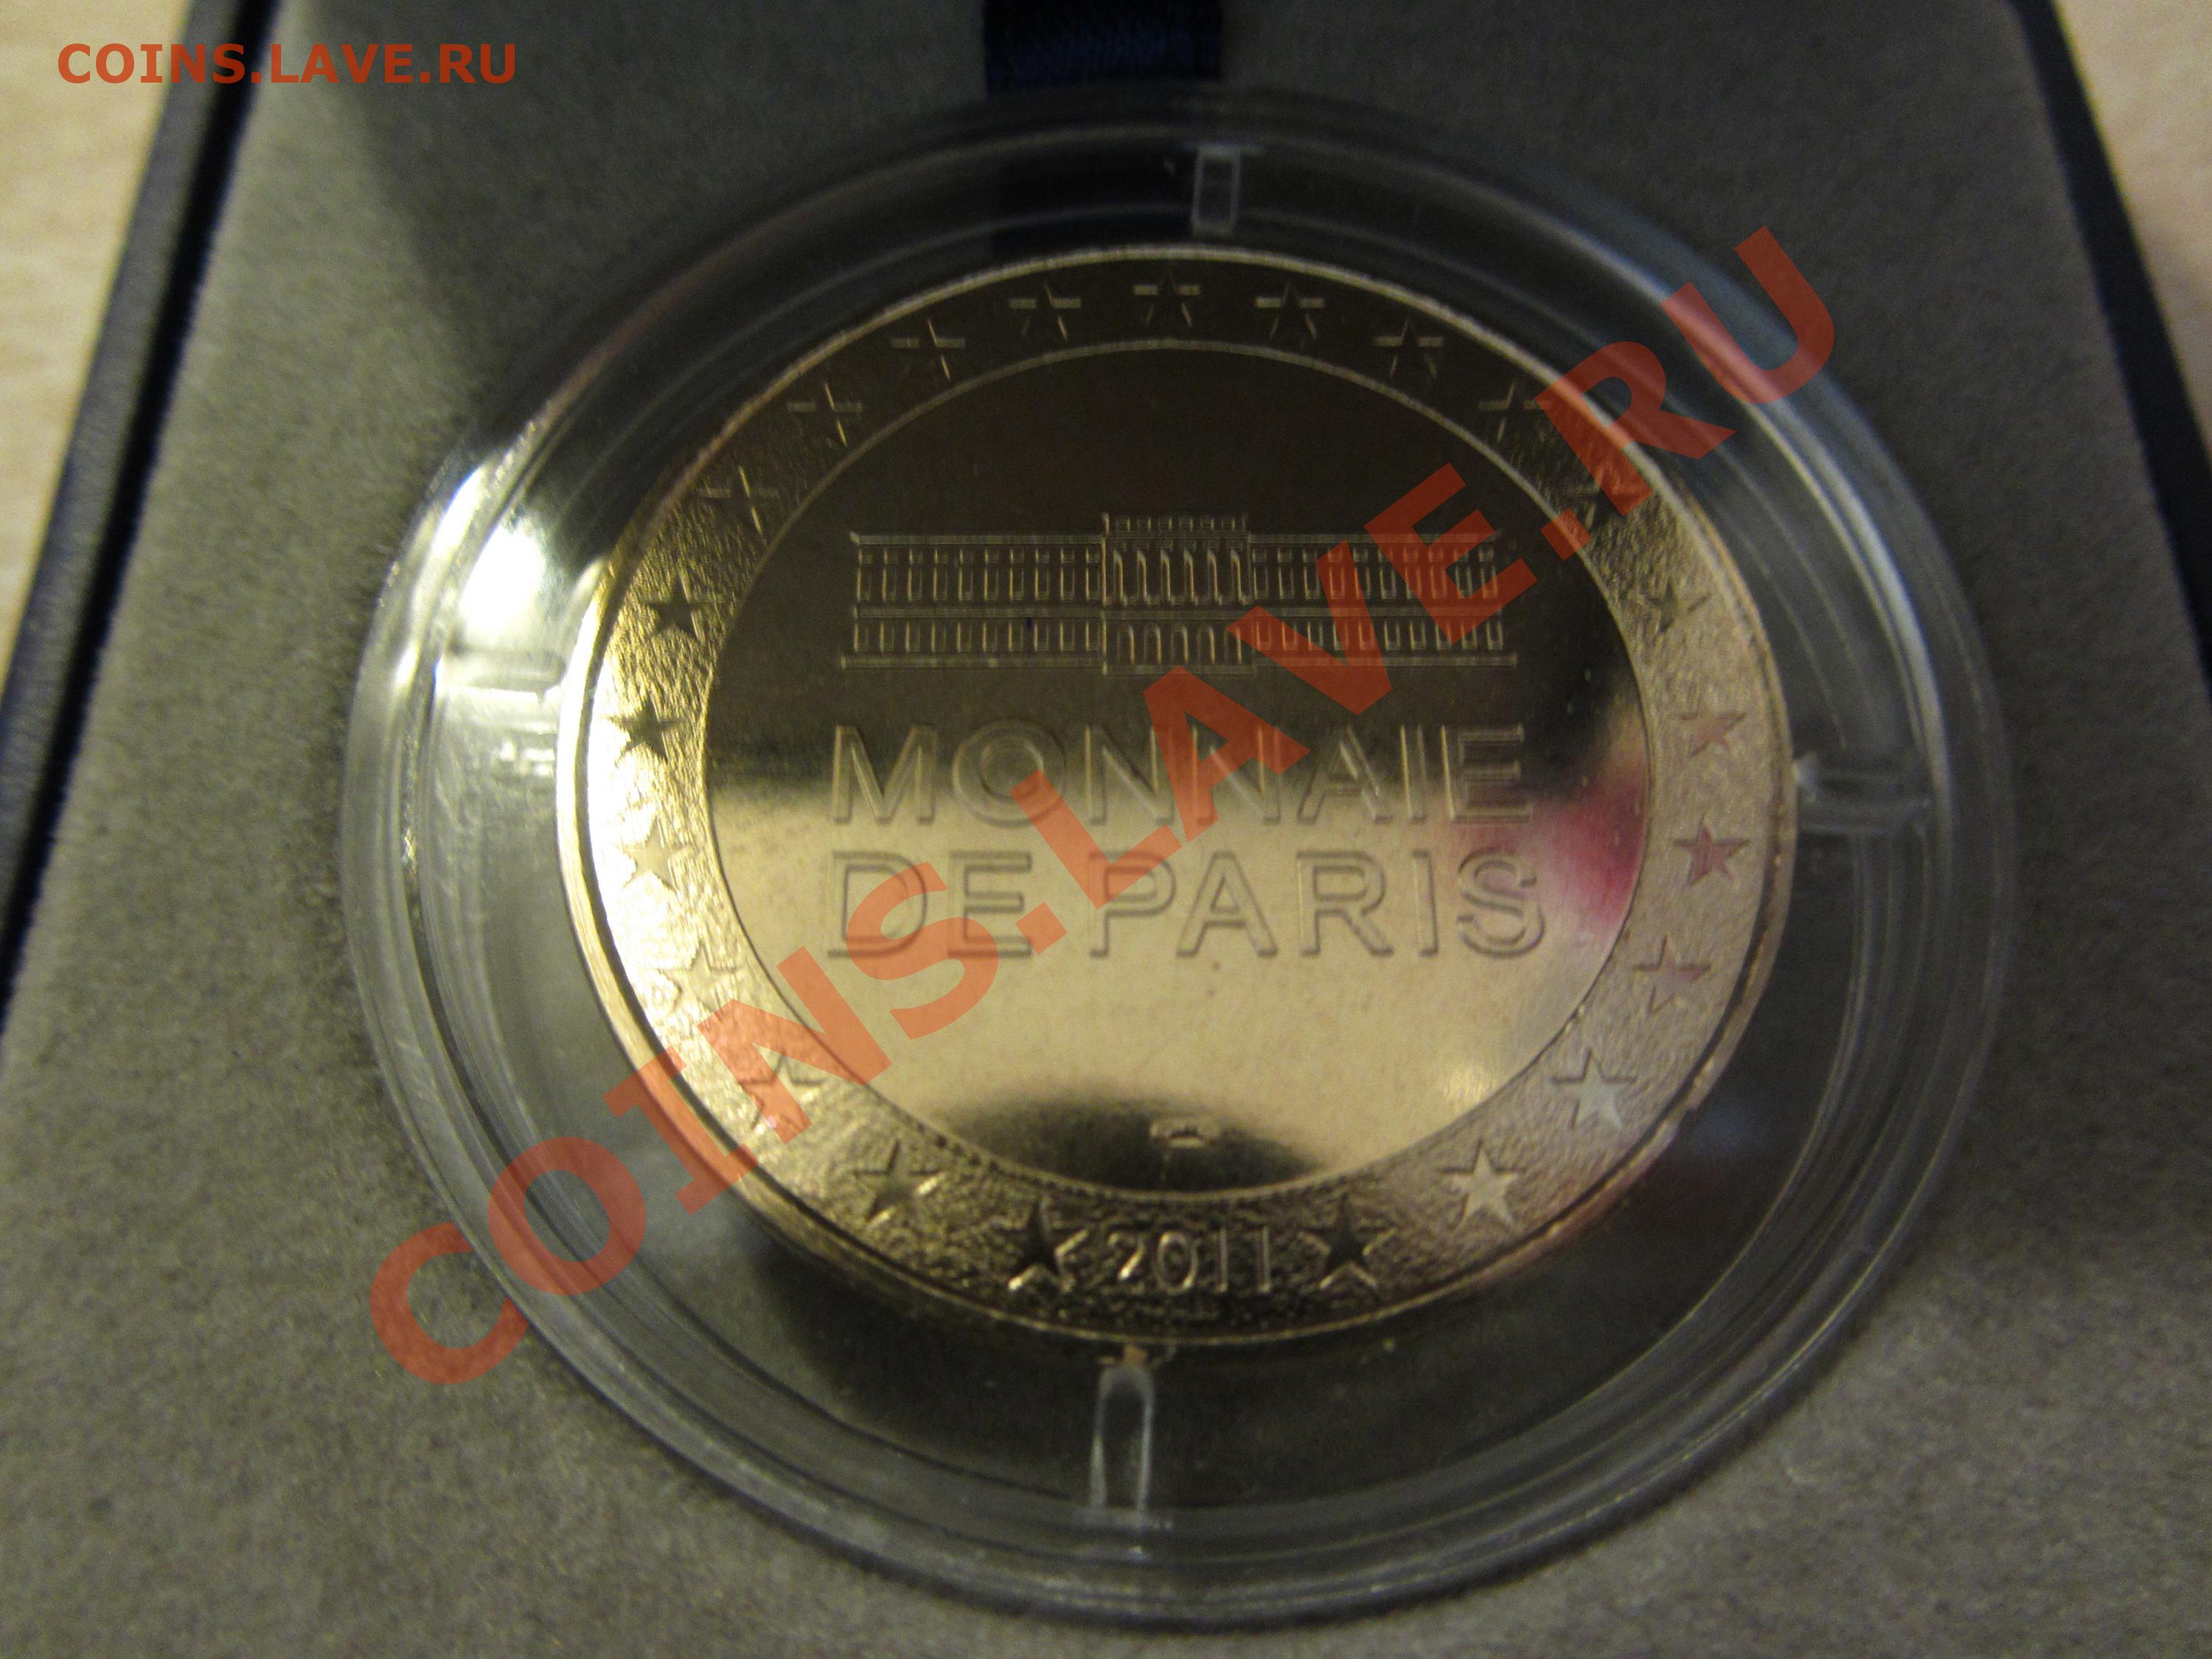 COINS.LAVE.RU
MONNAIE
DE PARIS
2011
COINS.LAVE.RU